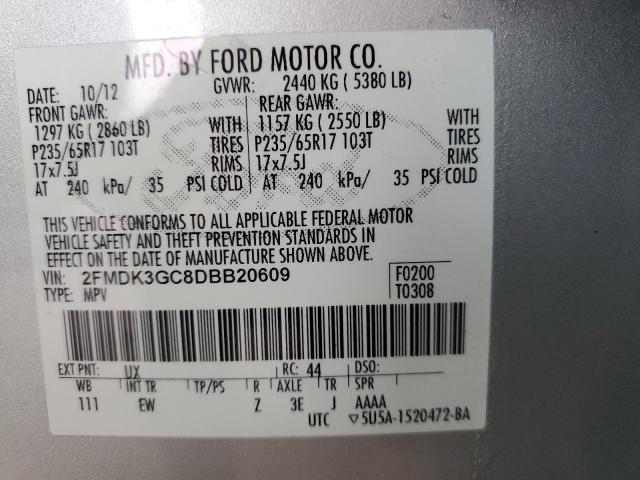 MFD. BY FORD MOTOR CO.
DATE: 10/12 GVWR: 2440 KG ( 5380 LB)
FRONT GAWR: REAR GAWR:
1297 KG ( 2860 LB) WITH 1157 KG ( 2550 LB) WITH
P235/65R17 103T TIRES P235/65R17 103T TIRES
17x7.5J RIMS 17x7.5J RIMS
AT 240 kPa/ 35 PSI COLD AT 240 kPa/ 35 PSI COLD
THIS VEHICLE CONFORMS TO ALL APPLICABLE FEDERAL MOTOR
VEHICLE SAFETY AND THEFT PREVENTION STANDARDS IN
EFFECT ON THE DATE OF MANUFACTURE SHOWN ABOVE.
VIN: 2FMDK3GC8DBB20609 F0200
TYPE: MPV T0308
EXT PNT: UX RC: 44 DSO:
WB INT TR TP/PS R AXLE TR SPR
111 EW Z 3E J AAAA
UTC ▽5U5A-1520472-BA